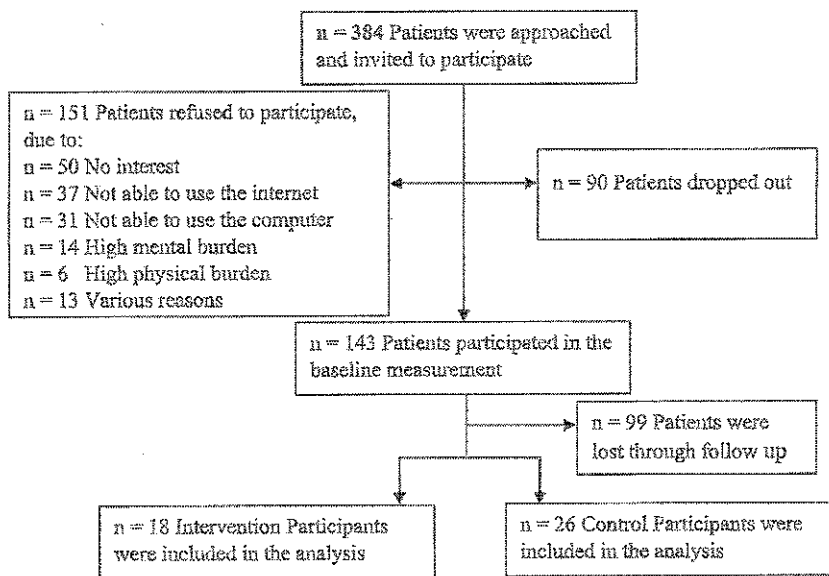 n = 384 Patients were approached
and invited to participate
n = 151 Patients refused to participate,
due to:
n = 50 No interest
n = 37 Not able to use the internet
n = 31 Not able to use the computer
n = 14 High mental burden
n = 6 High physical burden
n = 13 Various reasons
n = 90 Patients dropped out
n = 143 Patients participated in the
baseline measurement
n = 99 Patients were
lost through follow up
n = 18 Intervention Participants
were included in the analysis
n = 26 Control Participants were
included in the analysis